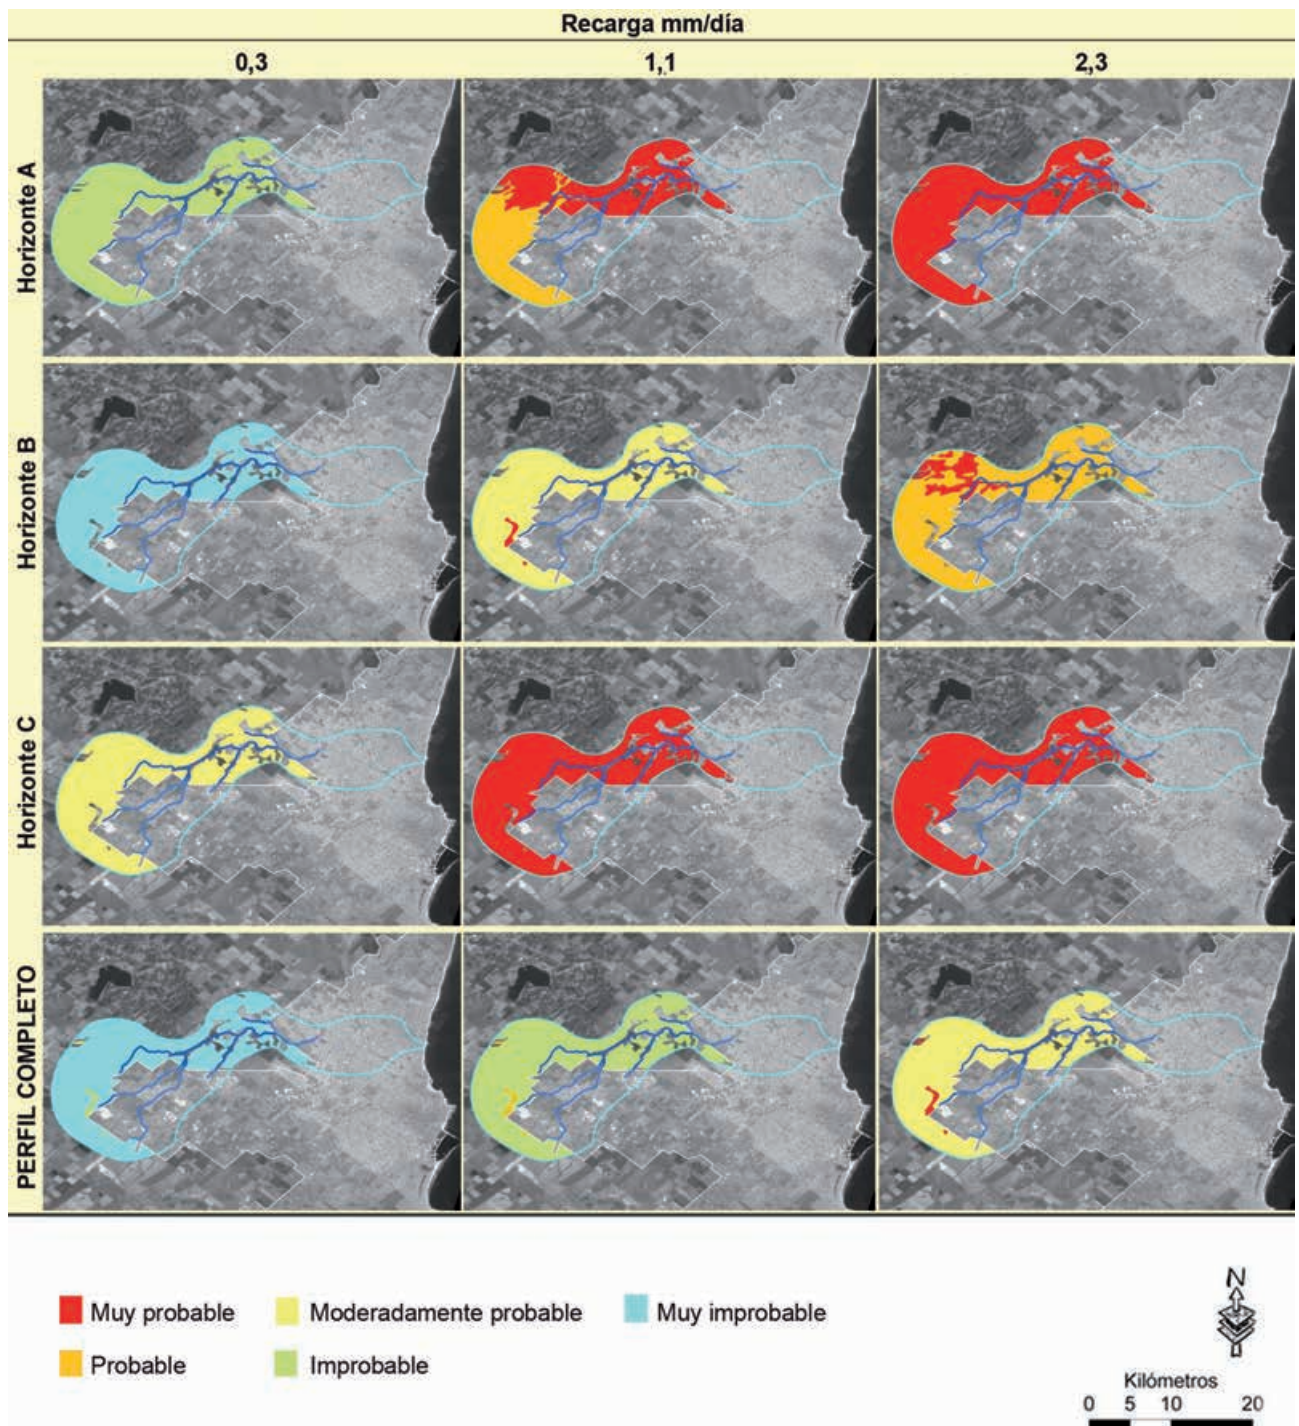 Recarga mm/día
0,3 1,1 2,3
Horizonte A
Horizonte B
Horizonte C
PERFIL COMPLETO
Muy probable Moderadamente probable Muy improbable
Probable Improbable
N
Kilómetros
0 5 10 20